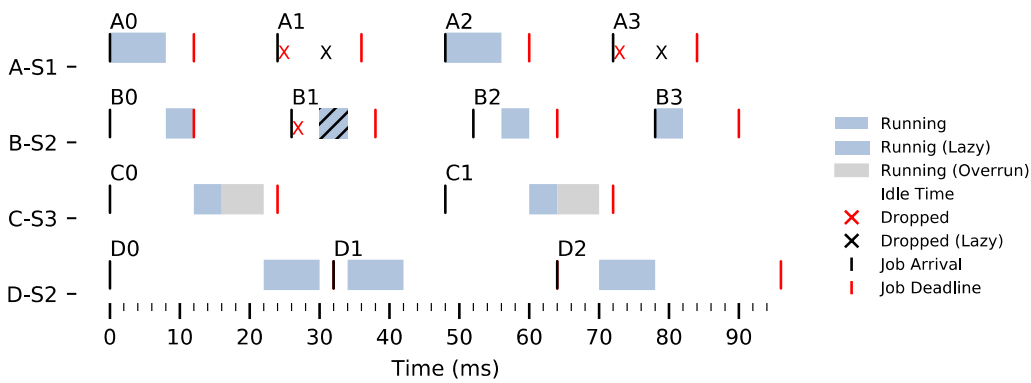 A0 A1 A2 A3
A-S1
B0 B1 B2 B3
B-S2
C0 C1
C-S3
D0 D1 D2
D-S2
0 10 20 30 40 50 60 70 80 90
Time (ms)
Running
Runnig (Lazy)
Running (Overrun)
Idle Time
Dropped
Dropped (Lazy)
Job Arrival
Job Deadline